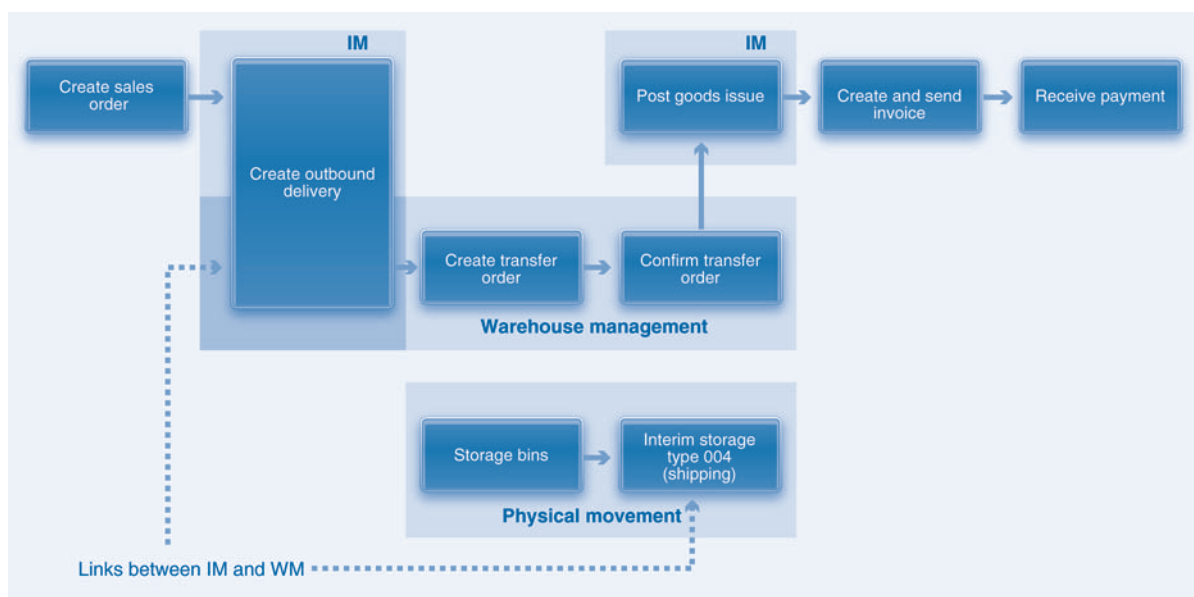 IM
IM
Create sales
order
Create outbound
delivery
Post goods issue
Create and send
invoice
Receive payment
Create transfer
order
Confirm transfer
order
Warehouse management
Storage bins
Interim storage
type 004
(shipping)
Physical movement
Links between IM and WM